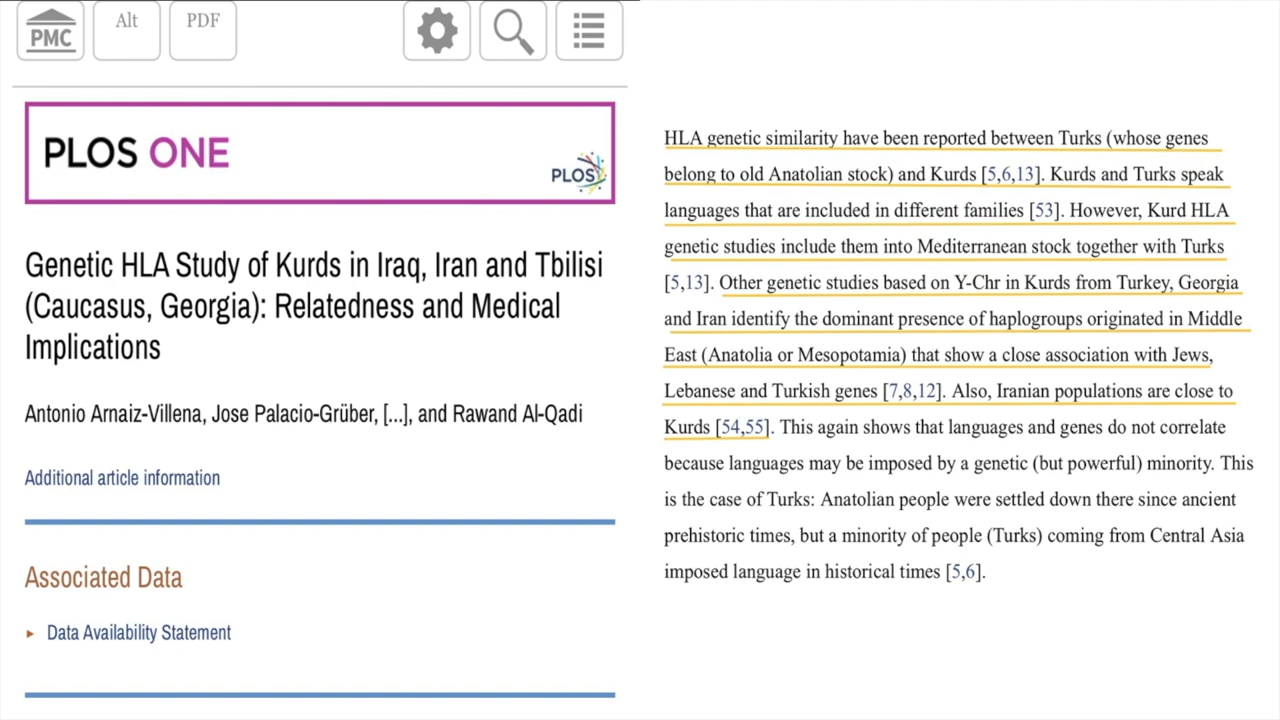 PMC
Alt
PDF
PLOS ONE
PLOS
Genetic HLA Study of Kurds in Iraq, Iran and Tbilisi
(Caucasus, Georgia): Relatedness and Medical
Implications
Antonio Arnaiz-Villena, Jose Palacio-Grüber, [...], and Rawand Al-Qadi
Additional article information
Associated Data
Data Availability Statement
HLA genetic similarity have been reported between Turks (whose genes
belong to old Anatolian stock) and Kurds [5,6,13]. Kurds and Turks speak
languages that are included in different families [53]. However, Kurd HLA
genetic studies include them into Mediterranean stock together with Turks
[5,13]. Other genetic studies based on Y-Chr in Kurds from Turkey, Georgia
and Iran identify the dominant presence of haplogroups originated in Middle
East (Anatolia or Mesopotamia) that show a close association with Jews,
Lebanese and Turkish genes [7,8,12]. Also, Iranian populations are close to
Kurds [54,55]. This again shows that languages and genes do not correlate
because languages may be imposed by a genetic (but powerful) minority. This
is the case of Turks: Anatolian people were settled down there since ancient
prehistoric times, but a minority of people (Turks) coming from Central Asia
imposed language in historical times [5,6].